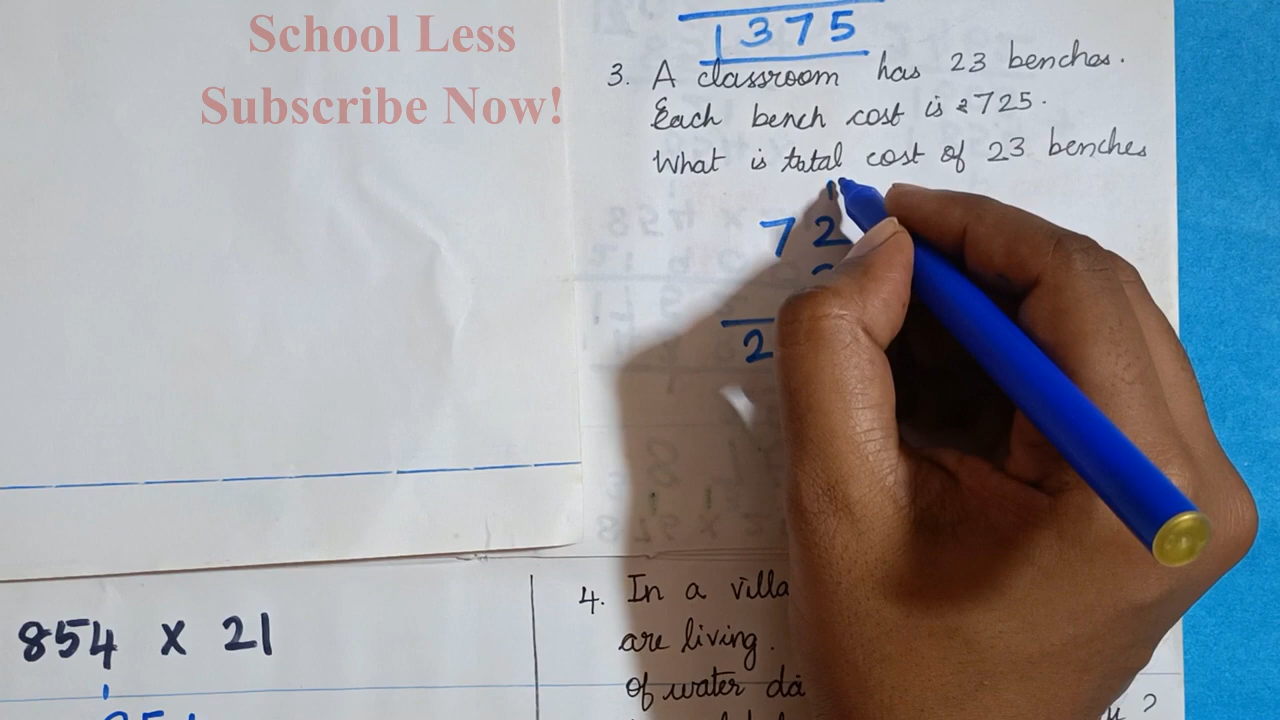 School Less
Subscribe Now!
1375
3. A classroom has 23 benches.
Each bench cost is ₹725.
What is total cost of 23 benches
1
72
2
854 x 21
4. In a villa
are living.
of water da